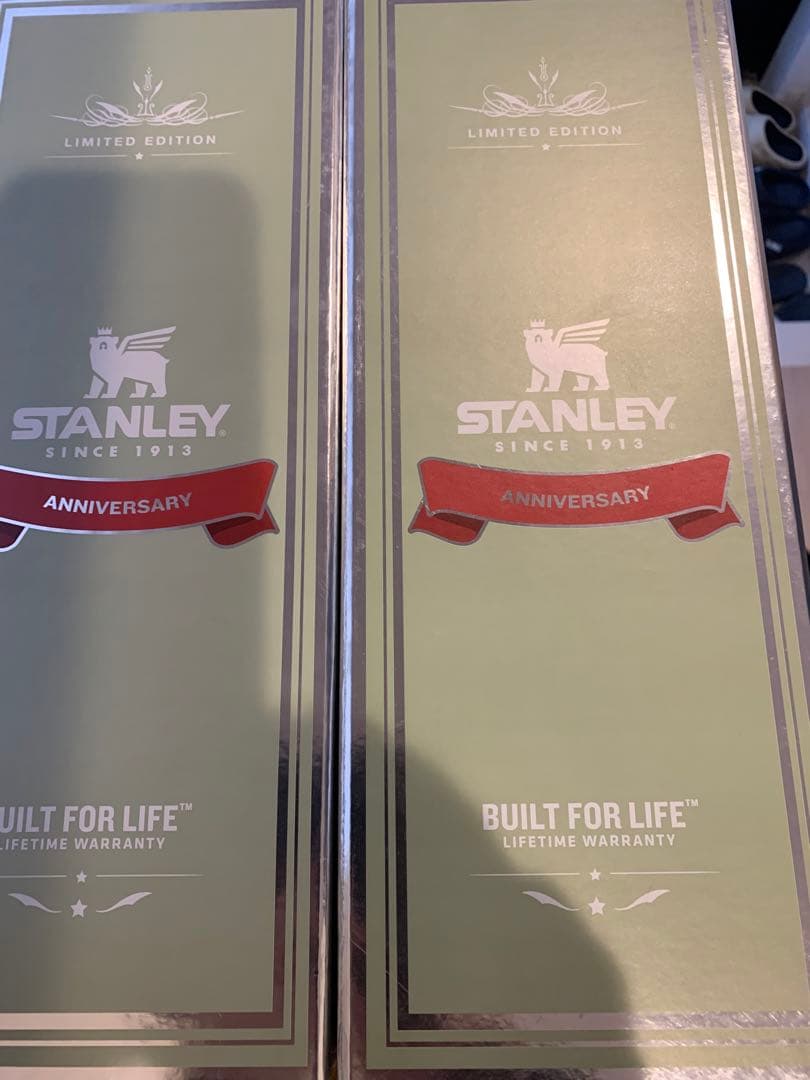 LIMITED EDITION
STANLEY®
SINCE 1913
ANNIVERSARY
UILT FOR LIFE™
LIFETIME WARRANTY
LIMITED EDITION
STANLEY®
SINCE 1913
ANNIVERSARY
BUILT FOR LIFE™
LIFETIME WARRANTY